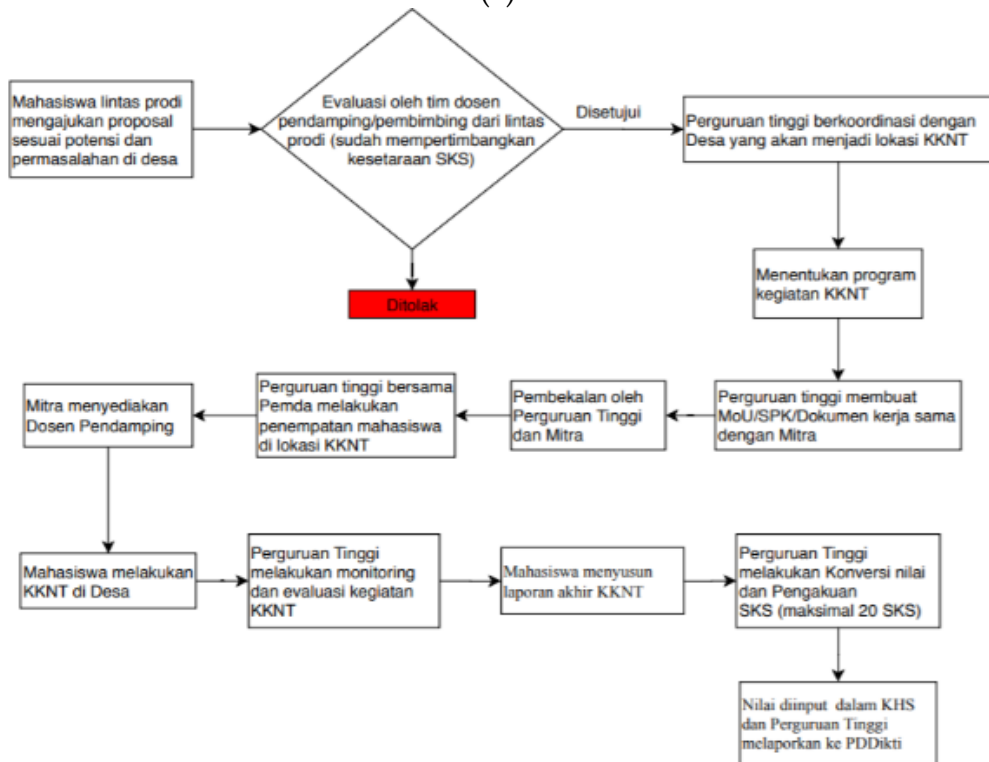 Mahasiswa lintas prodi
mengajukan proposal
sesuai potensi dan
permasalahan di desa
Evaluasi oleh tim dosen
pendamping/pembimbing dari lintas
prodi (sudah mempertimbangkan
kesetaraan SKS)
Disetujui
Perguruan tinggi berkoordinasi dengan
Desa yang akan menjadi lokasi KKNT
Ditolak
Menentukan program
kegiatan KKNT
Perguruan tinggi membuat
MoU/SPK/Dokumen kerja sama
dengan Mitra
Pembekalan oleh
Perguruan Tinggi
dan Mitra
Perguruan tinggi bersama
Pemda melakukan
penempatan mahasiswa
di lokasi KKNT
Mitra menyediakan
Dosen Pendamping
Mahasiswa melakukan
KKNT di Desa
Perguruan Tinggi
melakukan monitoring
dan evaluasi kegiatan
KKNT
Mahasiswa menyusun
laporan akhir KKNT
Perguruan Tinggi
melakukan Konversi nilai
dan Pengakuan
SKS (maksimal 20 SKS)
Nilai diinput dalam KHS
dan Perguruan Tinggi
melaporkan ke PDDikti